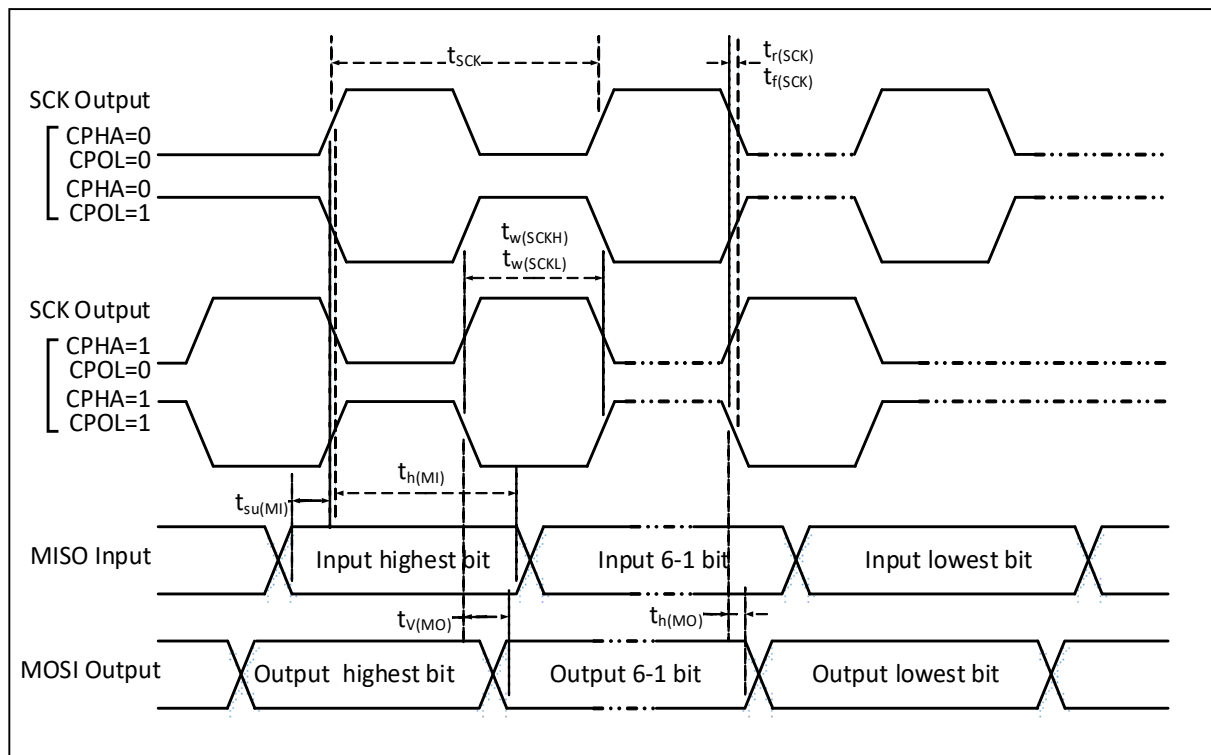 tSCK
tr(SCK)
tf(SCK)
SCK Output
CPHA=0
CPOL=0
CPHA=0
CPOL=1
tw(SCKH)
tw(SCKL)
SCK Output
CPHA=1
CPOL=0
CPHA=1
CPOL=1
th(MI)
tsu(MI)
MISO Input
Input highest bit
Input 6-1 bit
Input lowest bit
tV(MO)
th(MO)
MOSI Output
Output highest bit
Output 6-1 bit
Output lowest bit